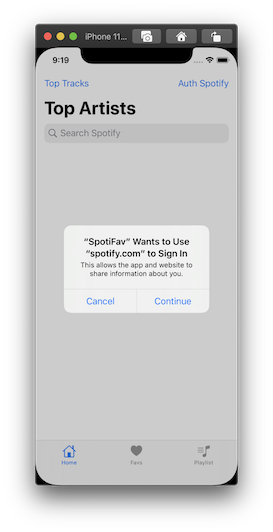 iPhone 11...
9:19
Top Tracks Auth Spotify
Top Artists
Search Spotify
“SpotiFav” Wants to Use
“spotify.com” to Sign In
This allows the app and website to
share information about you.
Cancel Continue
Home Favs Playlist